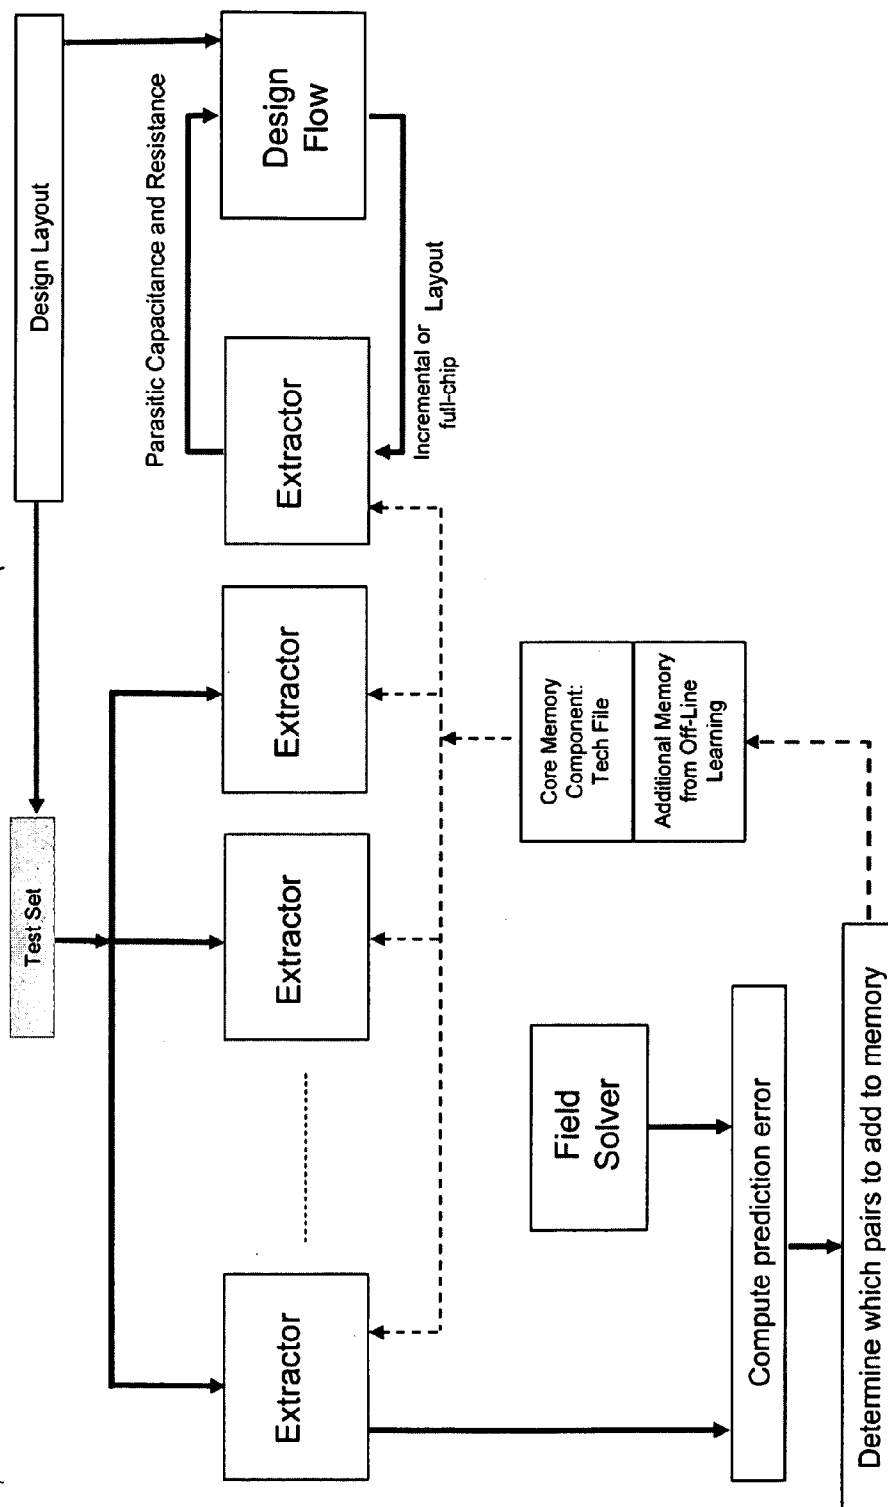 Design Layout
Test Set
Parasitic Capacitance and Resistance
Design
Flow
Extractor
Incremental or
full-chip
Layout
Extractor
Extractor
Extractor
Core Memory
Component:
Tech File
Additional Memory
from Off-Line
Learning
Field
Solver
Compute prediction error
Determine which pairs to add to memory